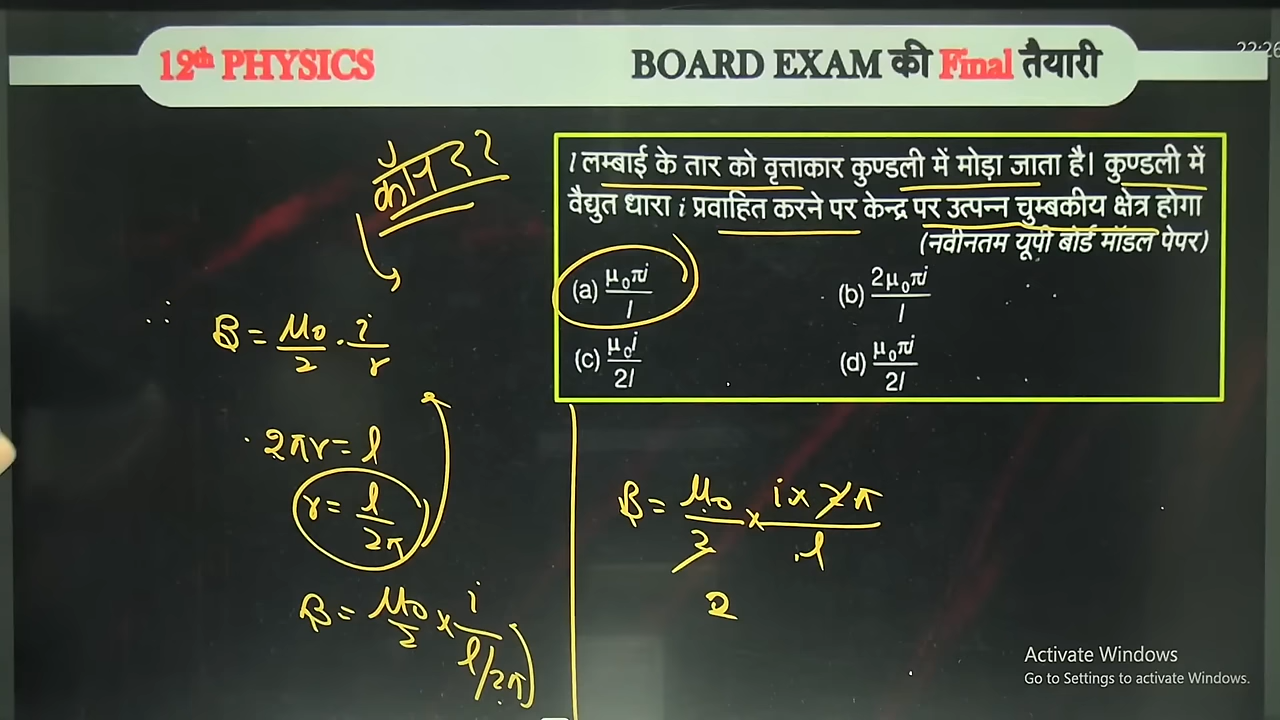 12th PHYSICS
BOARD EXAM की Final तैयारी
22:26
कौन ??
l लम्बाई के तार को वृत्ताकार कुण्डली में मोड़ा जाता है। कुण्डली में
वैद्युत धारा i प्रवाहित करने पर केन्द्र पर उत्पन्न चुम्बकीय क्षेत्र होगा
(नवीनतम यूपी बोर्ड मॉडल पेपर)
(a) μ₀πi/l (b) 2μ₀πi/l
(c) μ₀i/2l (d) μ₀πi/2l
∴ B = μ₀/2 · i/r
2πr = l
r = l/2π
B = μ₀/2 × i/(l/2π)
B = μ₀/2 × i × 2π/l
2
Activate Windows
Go to Settings to activate Windows.